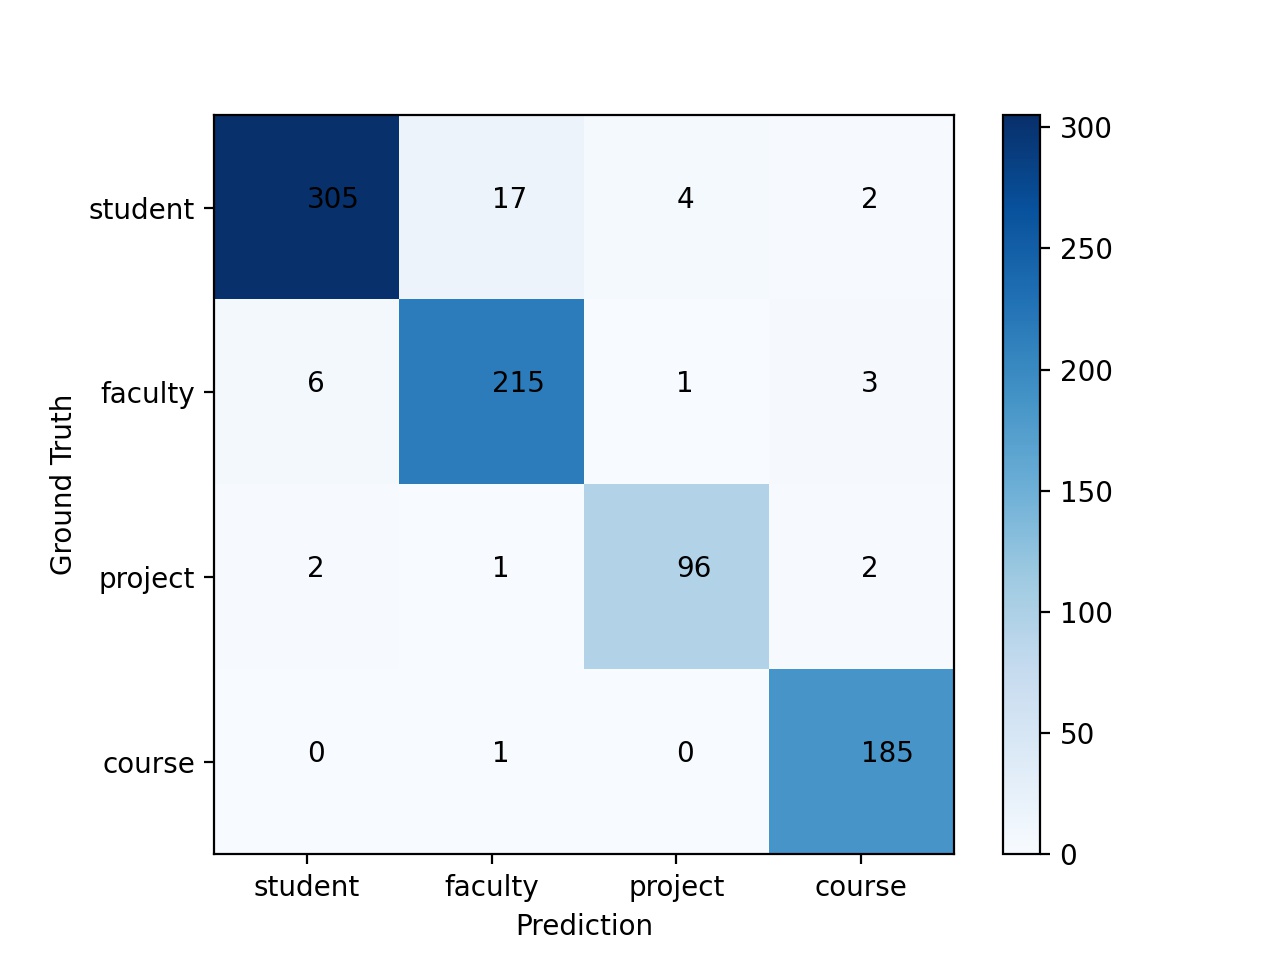 300
student 305 17 4 2
250
faculty 6 215 1 3
200
Ground Truth
150
project 2 1 96 2
100
50
course 0 1 0 185
0
student faculty project course
Prediction